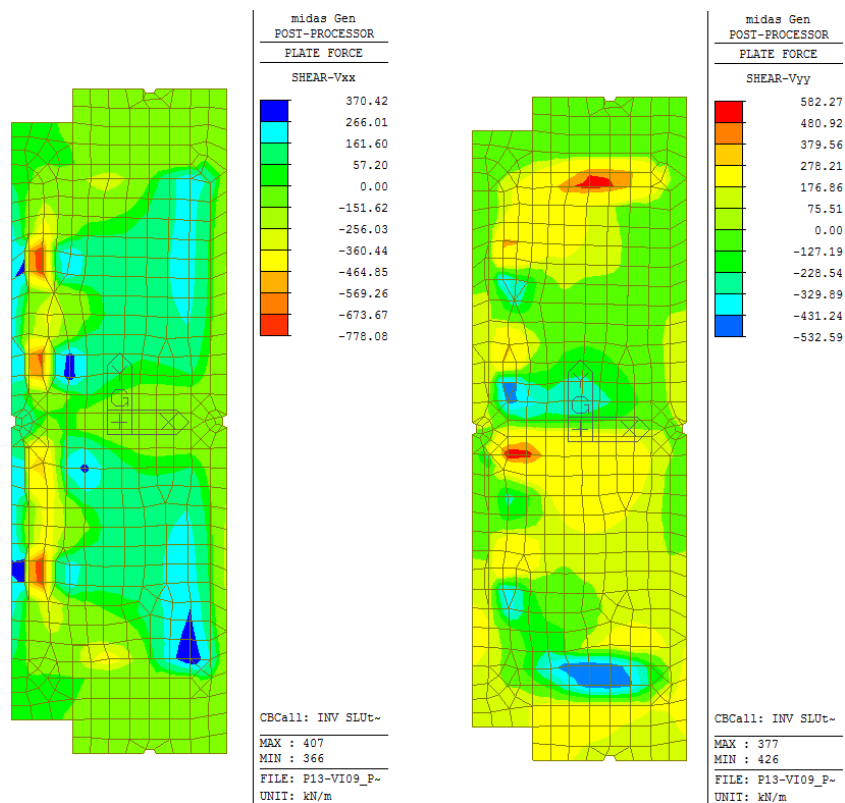 midas Gen
POST-PROCESSOR
PLATE FORCE
SHEAR-Vxx
370.42
266.01
161.60
57.20
0.00
-151.62
-256.03
-360.44
-464.85
-569.26
-673.67
-778.08
Y
G
X
CBCall: INV SLUt~
MAX : 407
MIN : 366
FILE: P13-VI09_P~
UNIT: kN/m
midas Gen
POST-PROCESSOR
PLATE FORCE
SHEAR-Vyy
582.27
480.92
379.56
278.21
176.86
75.51
0.00
-127.19
-228.54
-329.89
-431.24
-532.59
Y
G
X
CBCall: INV SLUt~
MAX : 377
MIN : 426
FILE: P13-VI09_P~
UNIT: kN/m